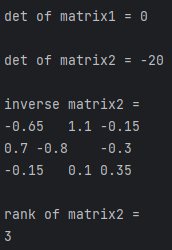 det of matrix1 = 0
det of matrix2 = -20
inverse matrix2 =
-0.65   1.1 -0.15
0.7 -0.8    -0.3
-0.15   0.1 0.35
rank of matrix2 =
3